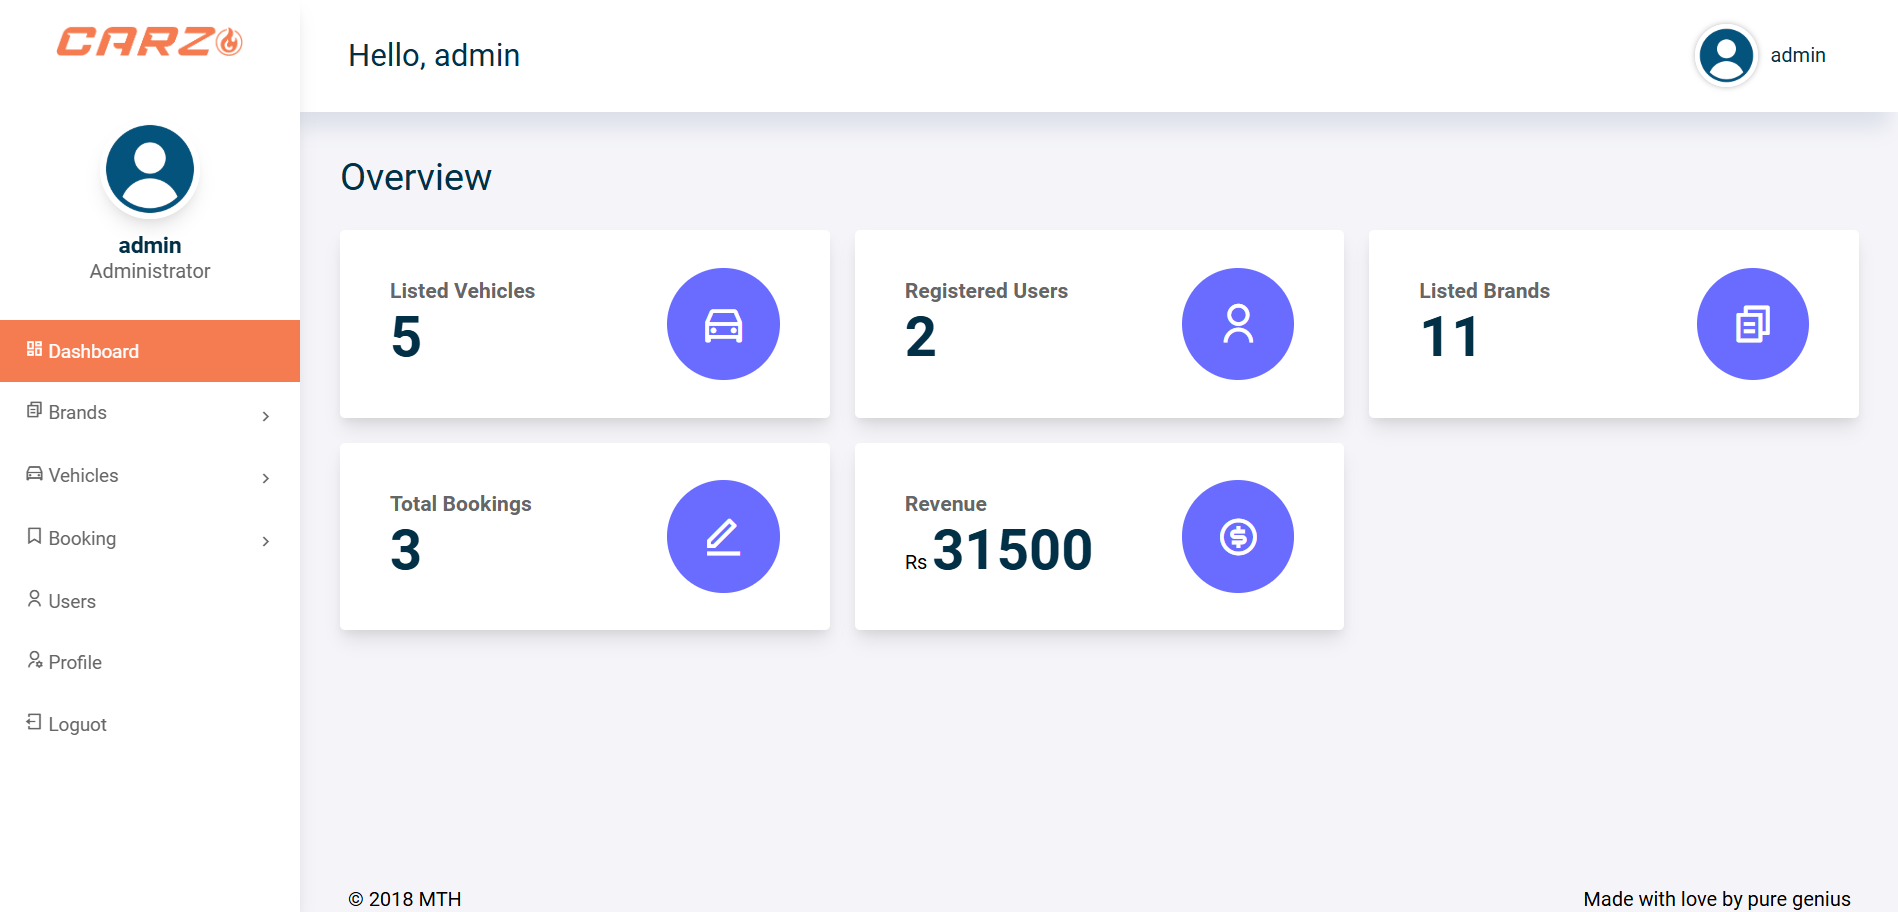 CARZ
Hello, admin
admin
admin
Administrator
Dashboard
Brands
Vehicles
Booking
Users
Profile
Loguot
Overview
Listed Vehicles
5
Registered Users
2
Listed Brands
11
Total Bookings
3
Revenue
Rs 31500
© 2018 MTH
Made with love by pure genius